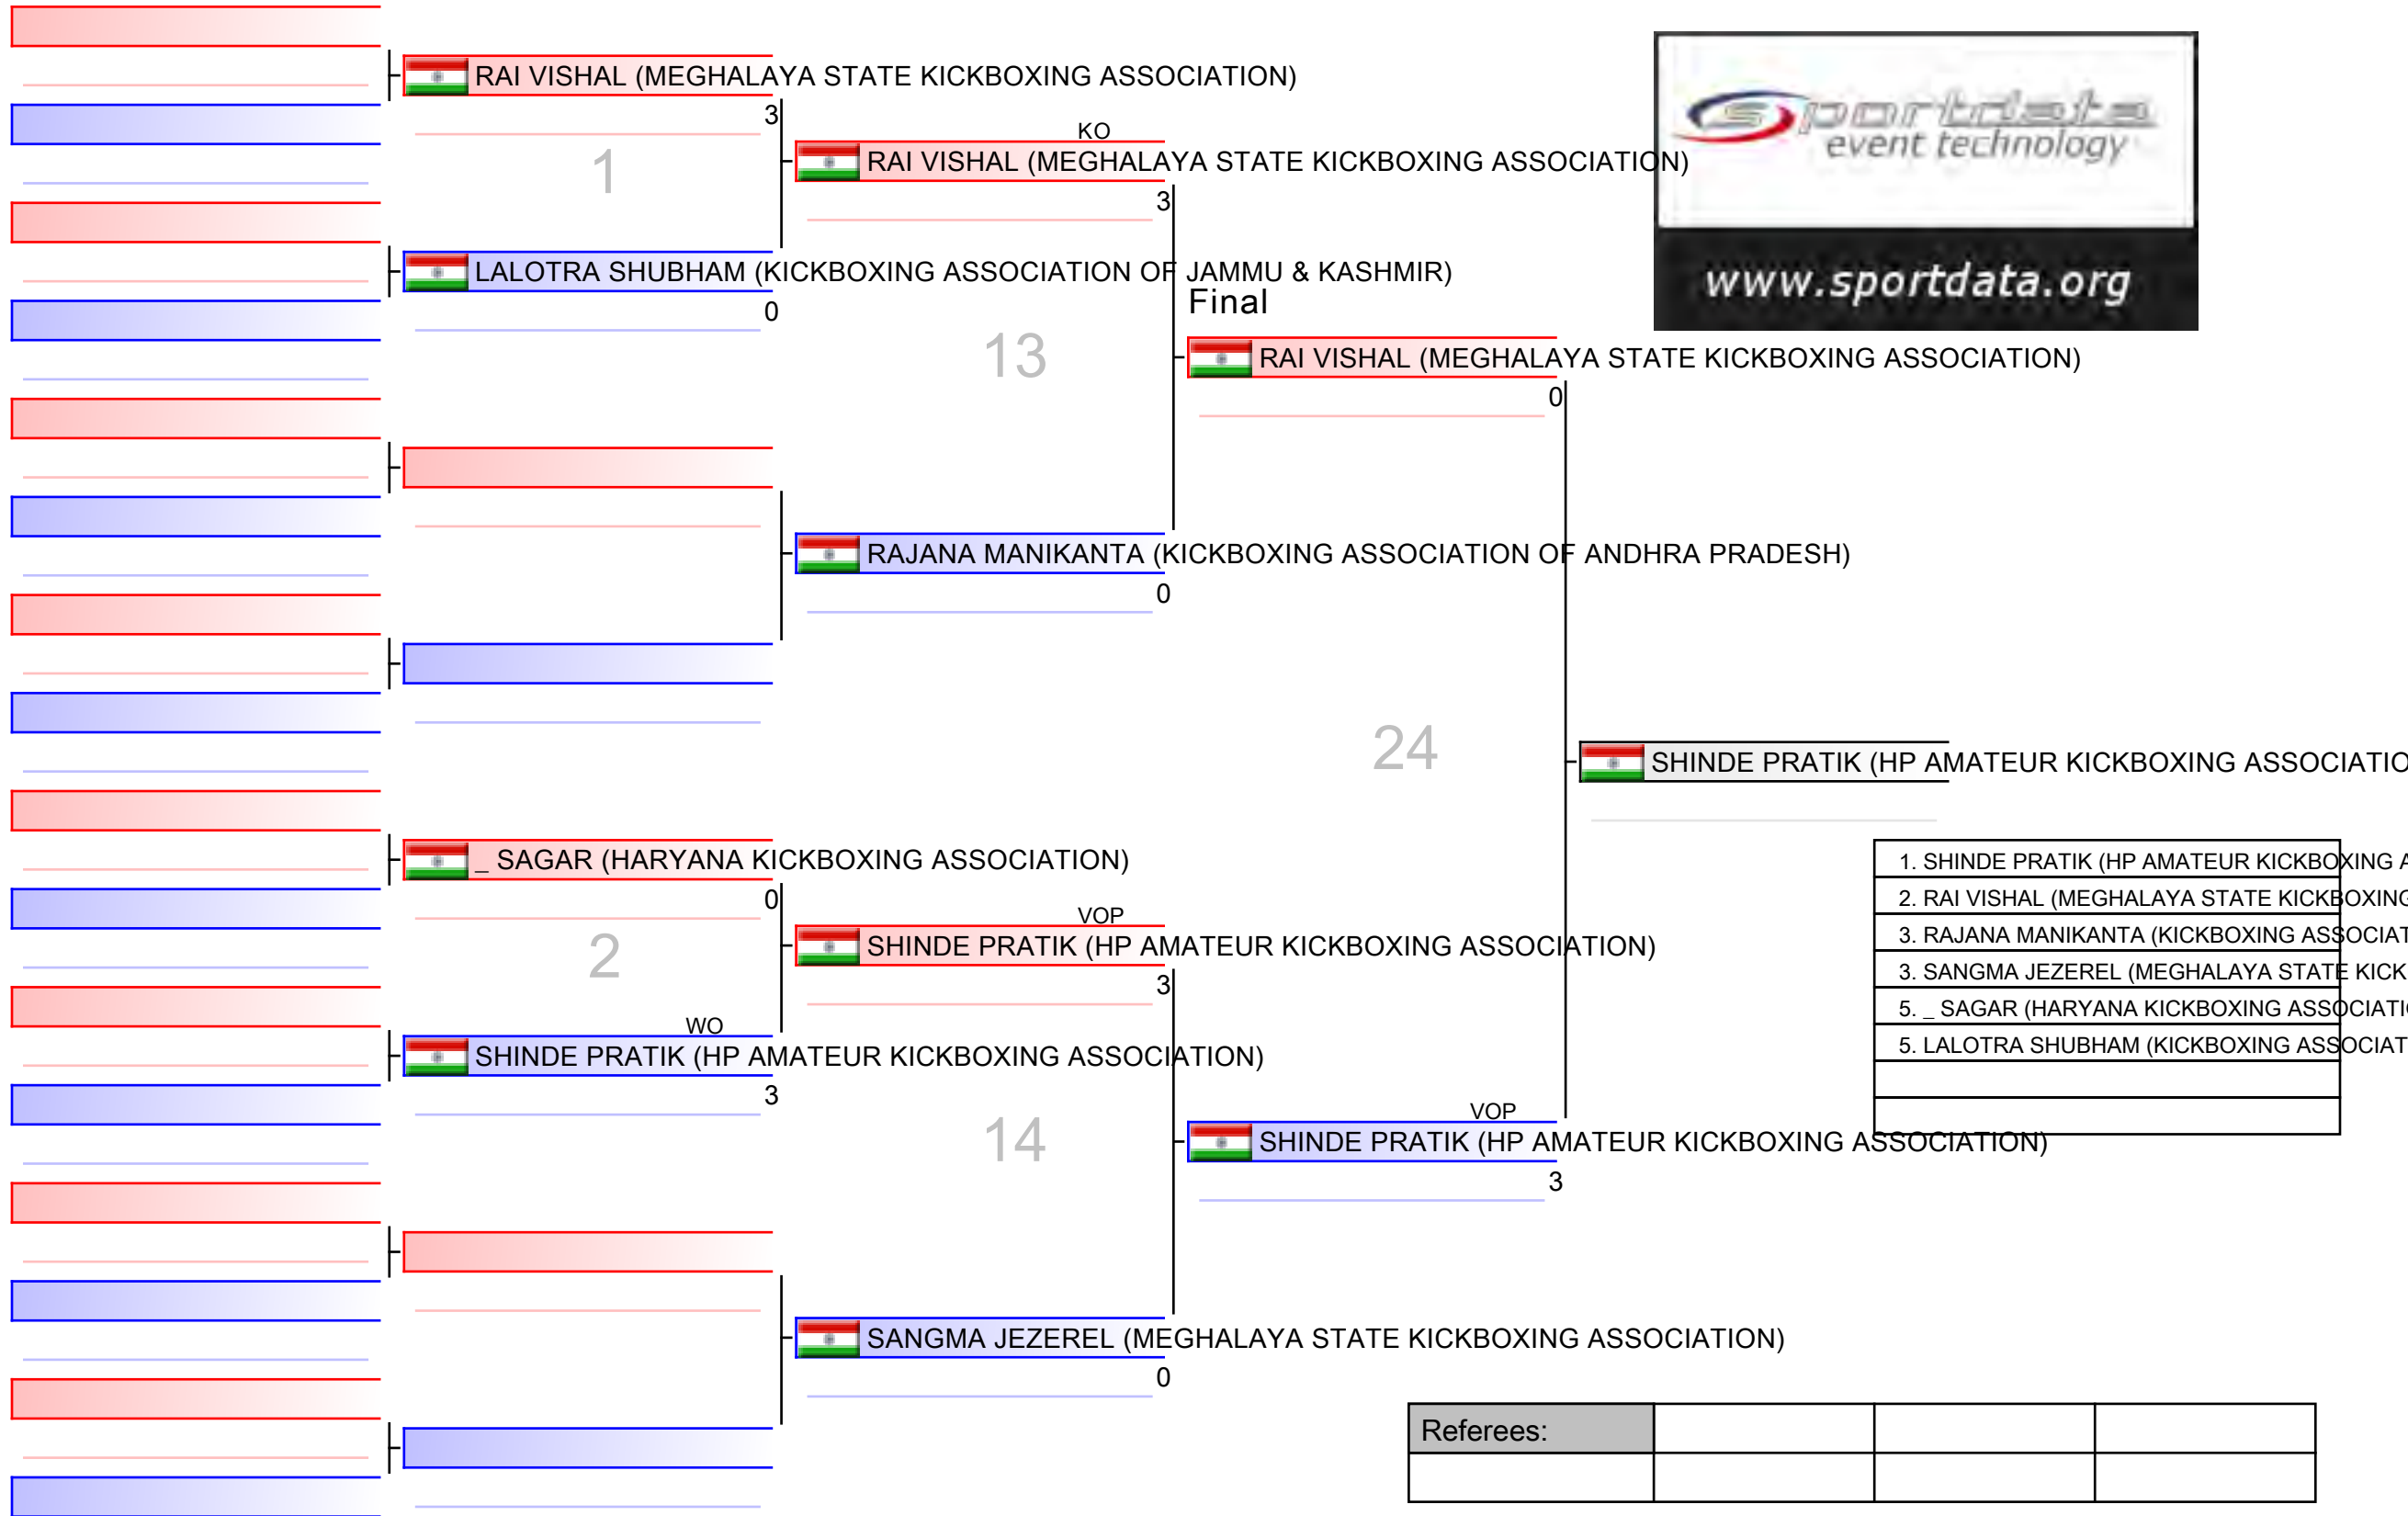 RAI VISHAL (MEGHALAYA STATE KICKBOXING ASSOCIATION)
3
1
LALOTRA SHUBHAM (KICKBOXING ASSOCIATION OF JAMMU & KASHMIR)
0
KO
RAI VISHAL (MEGHALAYA STATE KICKBOXING ASSOCIATION)
3
13
RAJANA MANIKANTA (KICKBOXING ASSOCIATION OF ANDHRA PRADESH)
0
Final
RAI VISHAL (MEGHALAYA STATE KICKBOXING ASSOCIATION)
0
24
sportdata
event technology
www.sportdata.org
_ SAGAR (HARYANA KICKBOXING ASSOCIATION)
0
2
WO
SHINDE PRATIK (HP AMATEUR KICKBOXING ASSOCIATION)
3
VOP
SHINDE PRATIK (HP AMATEUR KICKBOXING ASSOCIATION)
3
14
SANGMA JEZEREL (MEGHALAYA STATE KICKBOXING ASSOCIATION)
0
VOP
SHINDE PRATIK (HP AMATEUR KICKBOXING ASSOCIATION)
3
SHINDE PRATIK (HP AMATEUR KICKBOXING ASSOCIATIO
1. SHINDE PRATIK (HP AMATEUR KICKBOXING A
2. RAI VISHAL (MEGHALAYA STATE KICKBOXING
3. RAJANA MANIKANTA (KICKBOXING ASSOCIAT
3. SANGMA JEZEREL (MEGHALAYA STATE KICK
5. _ SAGAR (HARYANA KICKBOXING ASSOCIATI
5. LALOTRA SHUBHAM (KICKBOXING ASSOCIAT
Referees: